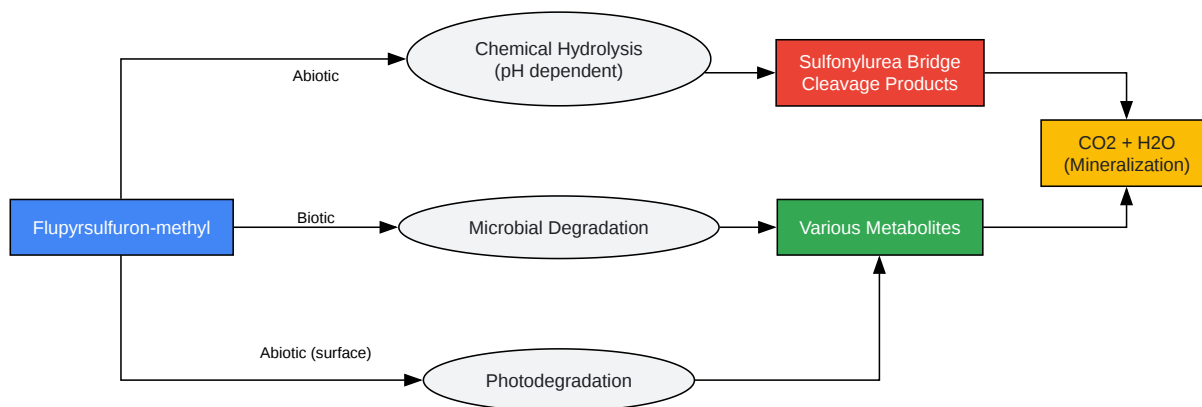 Chemical Hydrolysis
(pH dependent)
Sulfonylurea Bridge
Cleavage Products
Abiotic
CO2 + H2O
(Mineralization)
Flupyrsulfuron-methyl
Biotic
Microbial Degradation
Various Metabolites
Abiotic (surface)
Photodegradation